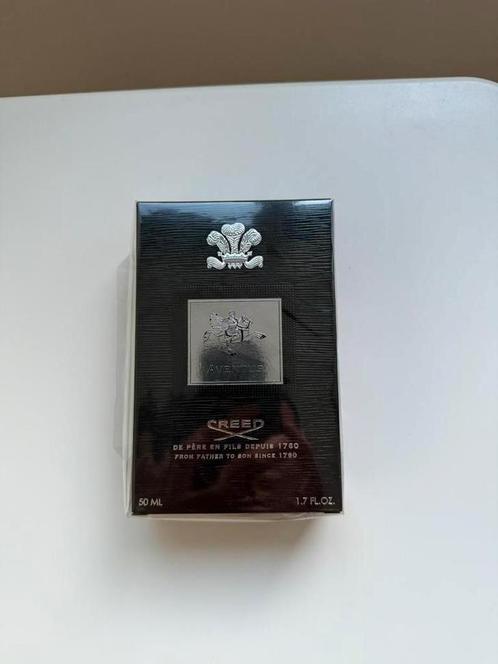 AVENTUS
CREED
DE PÈRE EN FILS DEPUIS 1760
FROM FATHER TO SON SINCE 1760
50 ML
1.7 FL.OZ.